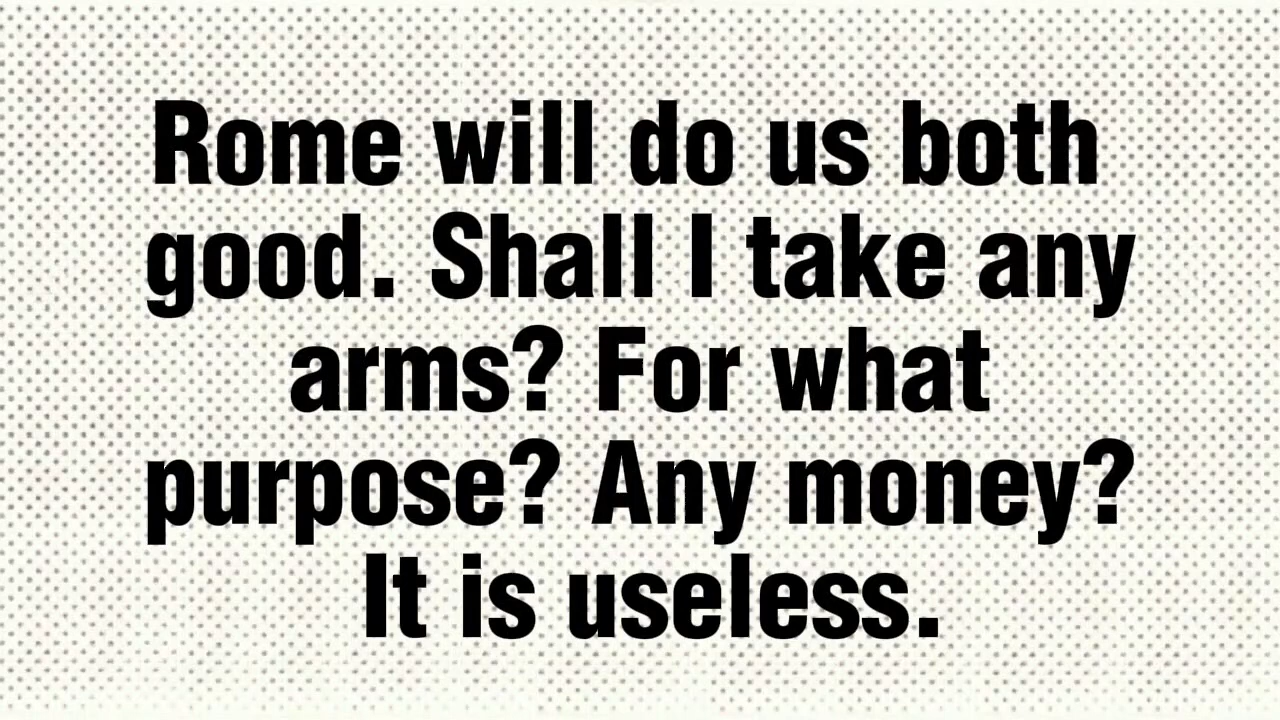 Rome will do us both
good. Shall I take any
arms? For what
purpose? Any money?
It is useless.